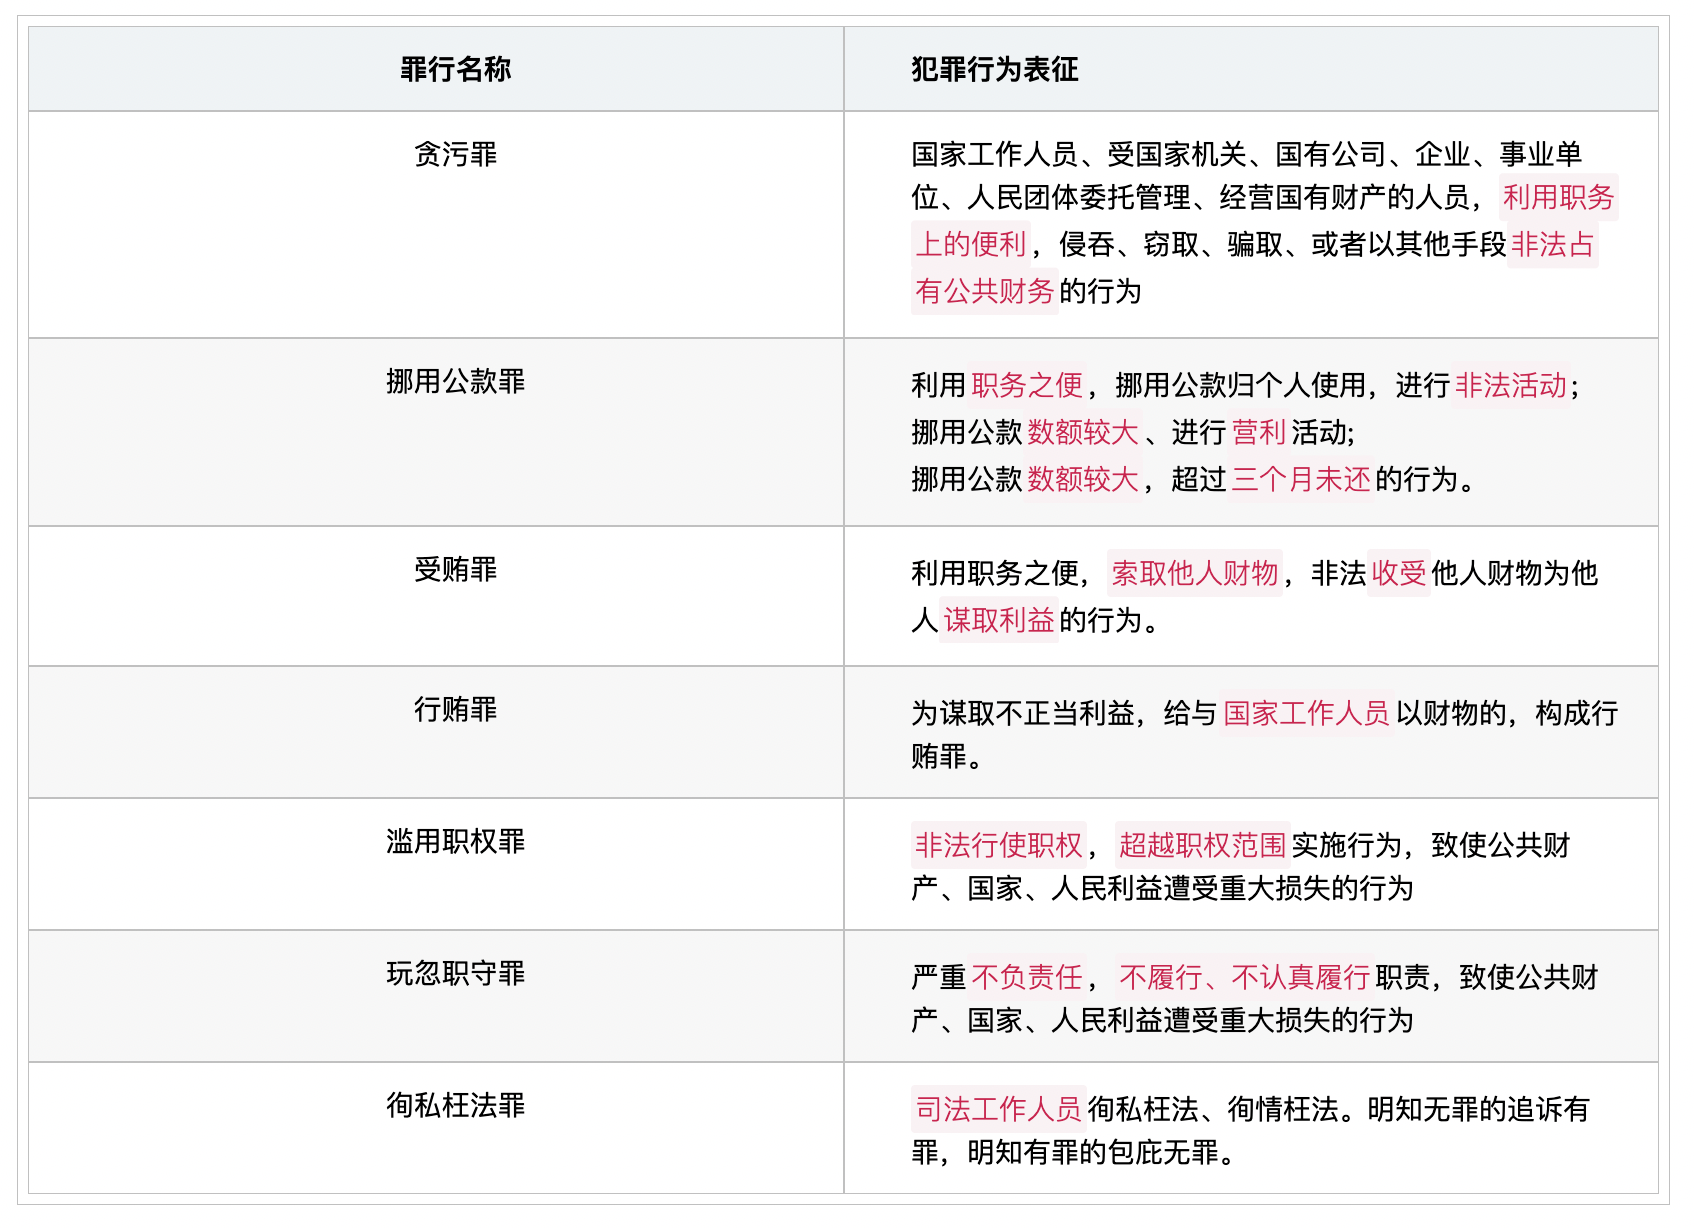 罪行名称
犯罪行为表征
贪污罪
国家工作人员、受国家机关、国有公司、企业、事业单
位、人民团体委托管理、经营国有财产的人员，利用职务
上的便利，侵吞、窃取、骗取、或者以其他手段非法占
有公共财务的行为
挪用公款罪
利用职务之便，挪用公款归个人使用，进行非法活动；
挪用公款数额较大、进行营利活动;
挪用公款数额较大，超过三个月未还的行为。
受贿罪
利用职务之便，索取他人财物，非法收受他人财物为他
人谋取利益的行为。
行贿罪
为谋取不正当利益，给与国家工作人员以财物的，构成行
贿罪。
滥用职权罪
非法行使职权，超越职权范围实施行为，致使公共财
产、国家、人民利益遭受重大损失的行为
玩忽职守罪
严重不负责任，不履行、不认真履行职责，致使公共财
产、国家、人民利益遭受重大损失的行为
徇私枉法罪
司法工作人员徇私枉法、徇情枉法。明知无罪的追诉有
罪，明知有罪的包庇无罪。